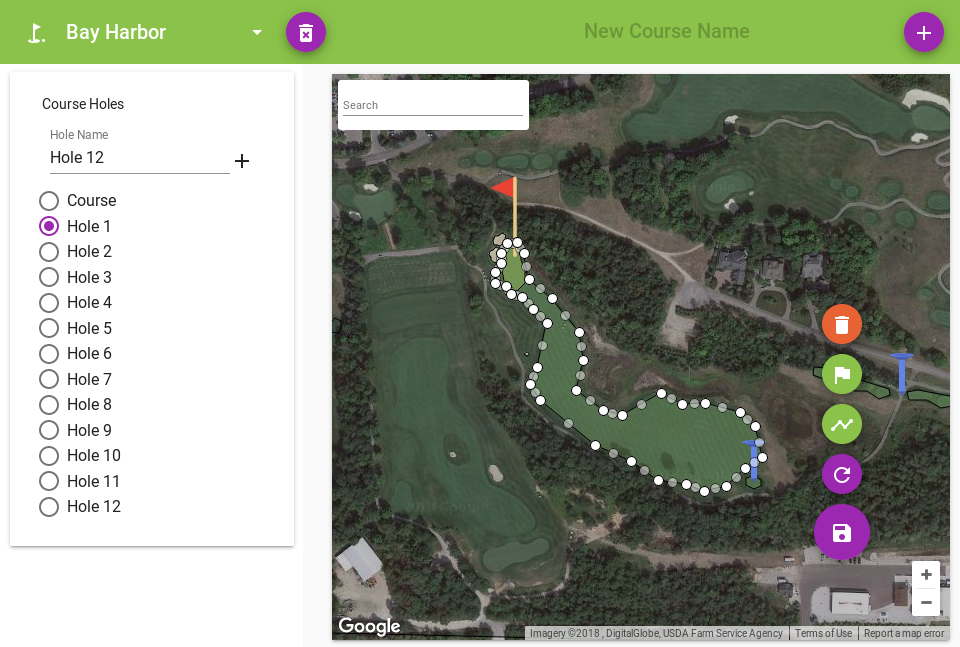 Bay Harbor
New Course Name
Course Holes
Hole Name
Hole 12
Course
Hole 1
Hole 2
Hole 3
Hole 4
Hole 5
Hole 6
Hole 7
Hole 8
Hole 9
Hole 10
Hole 11
Hole 12
Search
Google
Imagery ©2018 , DigitalGlobe, USDA Farm Service Agency
Terms of Use
Report a map error